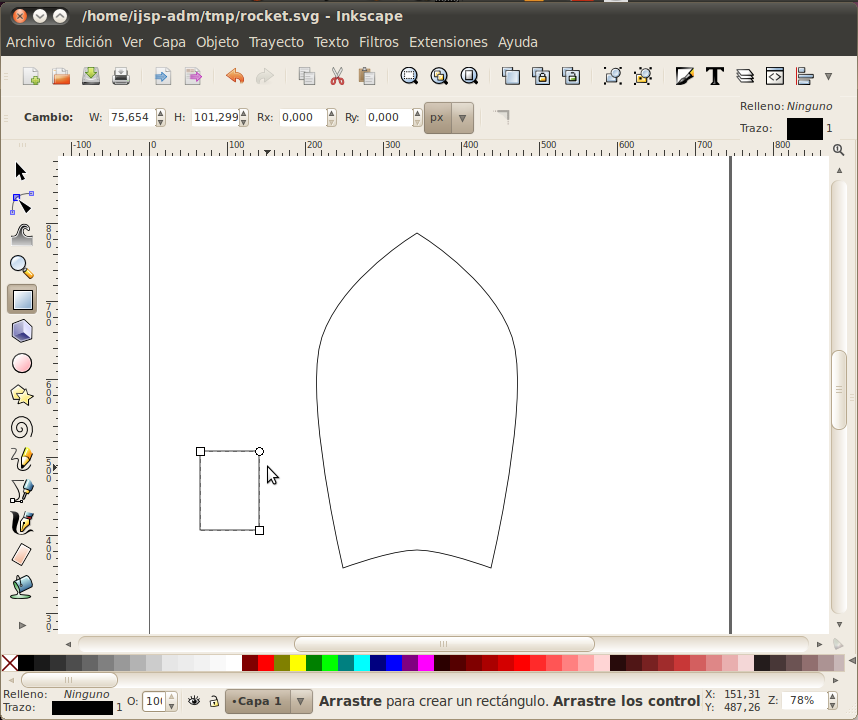 /home/ijsp-adm/tmp/rocket.svg - Inkscape
Archivo Edición Ver Capa Objeto Trayecto Texto Filtros Extensiones Ayuda
Cambio: W: 75,654 H: 101,299 Rx: 0,000 Ry: 0,000 px
Relleno: Ninguno
Trazo: 1
-100 0 100 200 300 400 500 600 700 800
800
700
600
500
400
30
Relleno: Ninguno
Trazo: 1
O: 10
•Capa 1
Arrastre para crear un rectángulo. Arrastre los control
X: 151,31
Y: 487,26
Z: 78%